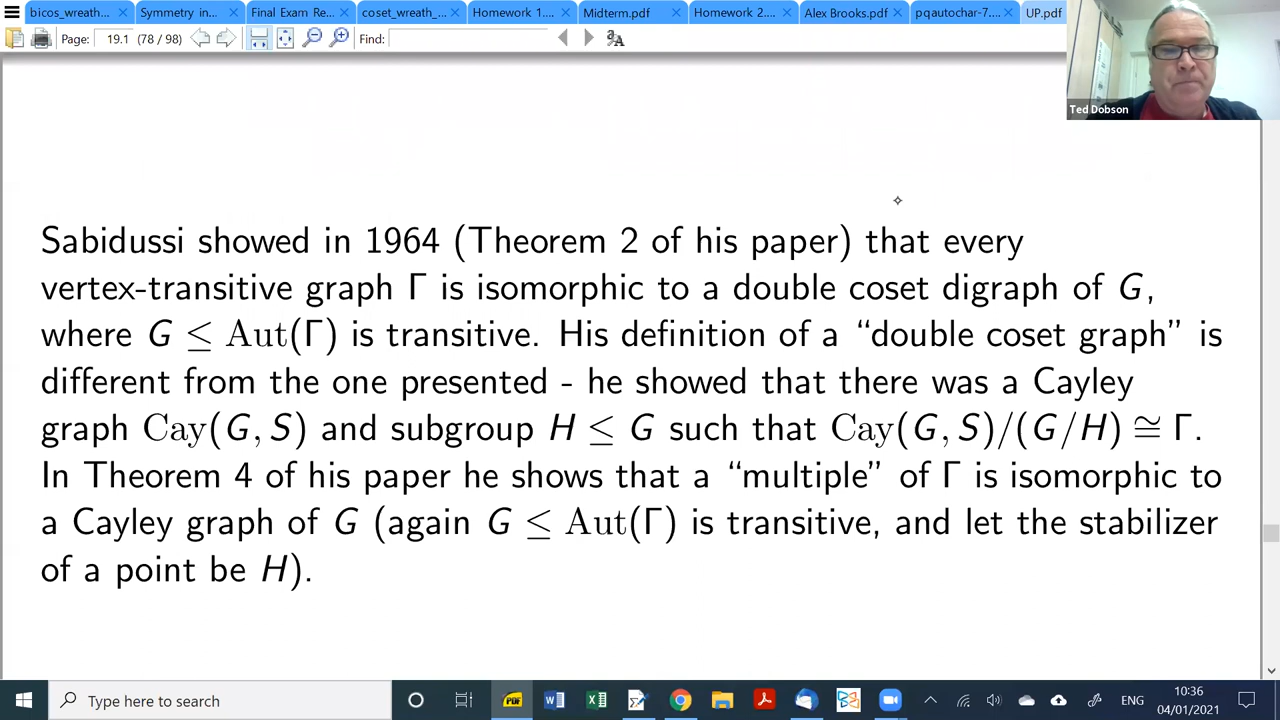 bicos_wreath... Symmetry in... Final Exam Re... coset_wreath_... Homework 1.... Midterm.pdf Homework 2.... Alex Brooks.pdf pqautochar-7.... UP.pdf
Page: 19.1 (78 / 98) Find:
Ted Dobson
Sabidussi showed in 1964 (Theorem 2 of his paper) that every
vertex-transitive graph Γ is isomorphic to a double coset digraph of G,
where G ≤ Aut(Γ) is transitive. His definition of a “double coset graph” is
different from the one presented - he showed that there was a Cayley
graph Cay(G, S) and subgroup H ≤ G such that Cay(G, S)/(G/H) ≅ Γ.
In Theorem 4 of his paper he shows that a “multiple” of Γ is isomorphic to
a Cayley graph of G (again G ≤ Aut(Γ) is transitive, and let the stabilizer
of a point be H).
Type here to search
ENG
10:36
04/01/2021